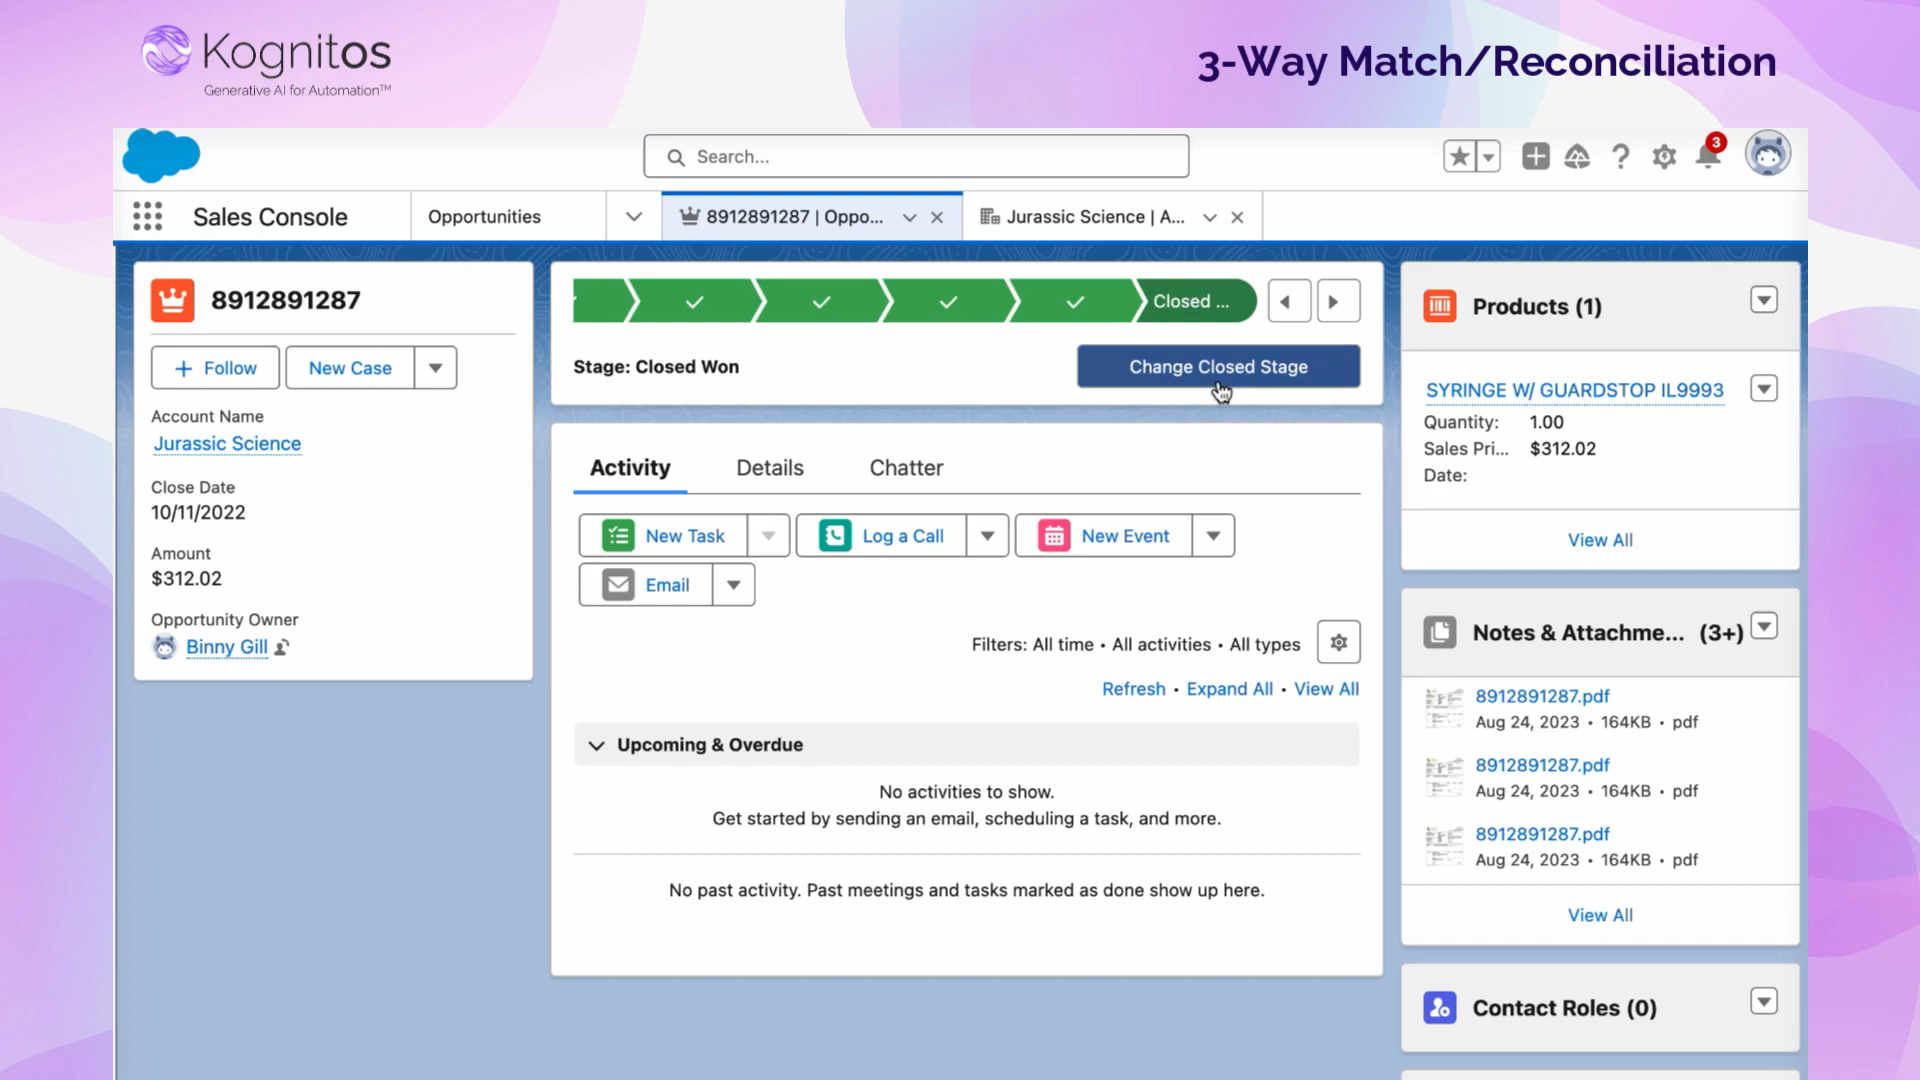 Kognitos
Generative AI for Automation™
3-Way Match/Reconciliation
Search...
3
Sales Console
Opportunities
8912891287 | Oppo...
Jurassic Science | A...
8912891287
Follow
New Case
Account Name
Jurassic Science
Close Date
10/11/2022
Amount
$312.02
Opportunity Owner
Binny Gill
Closed ...
Stage: Closed Won
Change Closed Stage
Activity
Details
Chatter
New Task
Log a Call
New Event
Email
Filters: All time • All activities • All types
Refresh • Expand All • View All
Upcoming & Overdue
No activities to show.
Get started by sending an email, scheduling a task, and more.
No past activity. Past meetings and tasks marked as done show up here.
Products (1)
SYRINGE W/ GUARDSTOP IL9993
Quantity: 1.00
Sales Pri... $312.02
Date:
View All
Notes & Attachme... (3+)
8912891287.pdf
Aug 24, 2023 • 164KB • pdf
8912891287.pdf
Aug 24, 2023 • 164KB • pdf
8912891287.pdf
Aug 24, 2023 • 164KB • pdf
View All
Contact Roles (0)